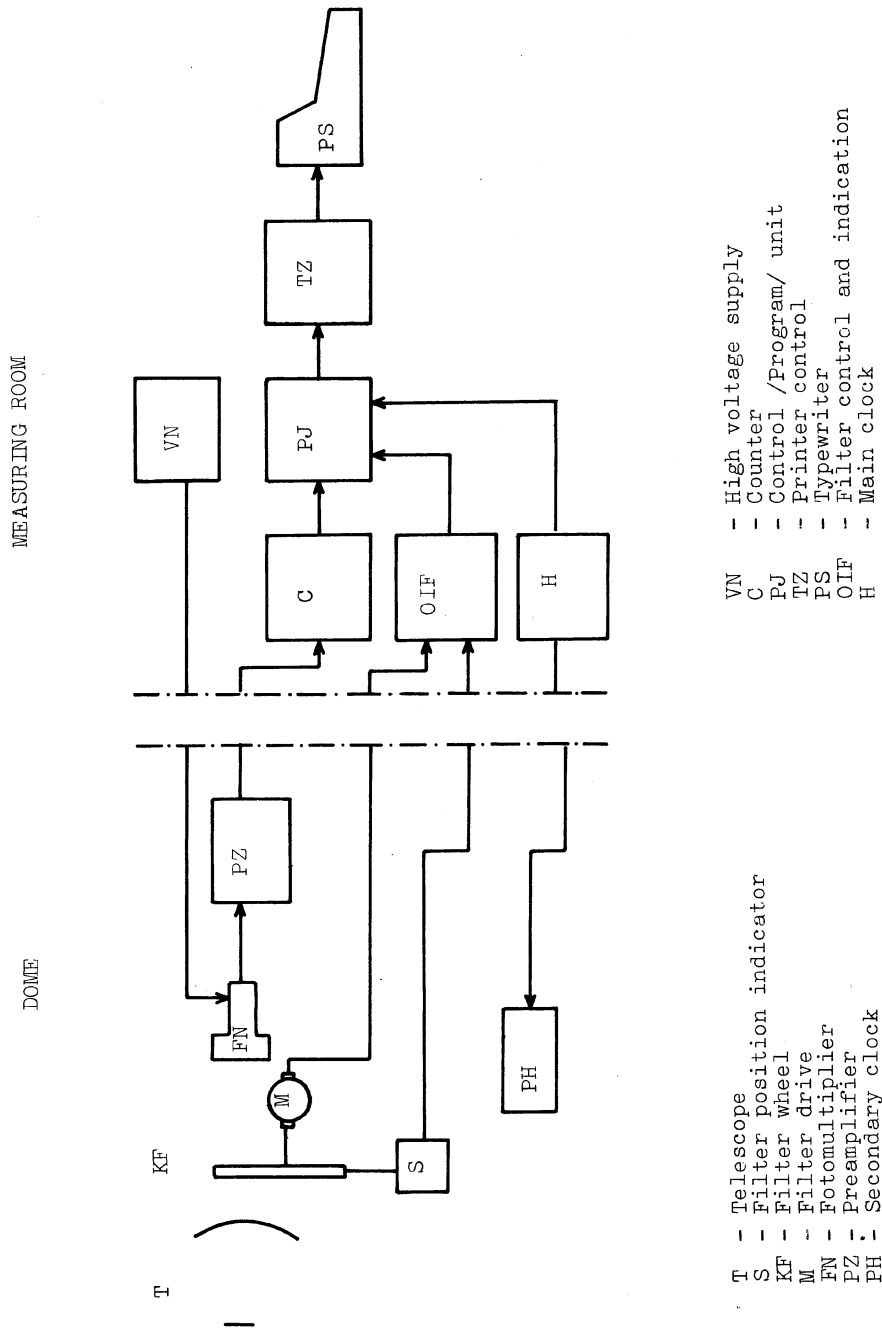 DOME
MEASURING ROOM
T
KF
M
FN
PZ
S
PH
VN
C
PJ
TZ
PS
OIF
H
T - Telescope
S - Filter position indicator
KF - Filter wheel
M - Filter drive
FN - Fotomultiplier
PZ - Preamplifier
PH : Secondary clock
VN - High voltage supply
C - Counter
PJ - Control /Program/ unit
TZ - Printer control
PS - Typewriter
OIF - Filter control and indication
H - Main clock